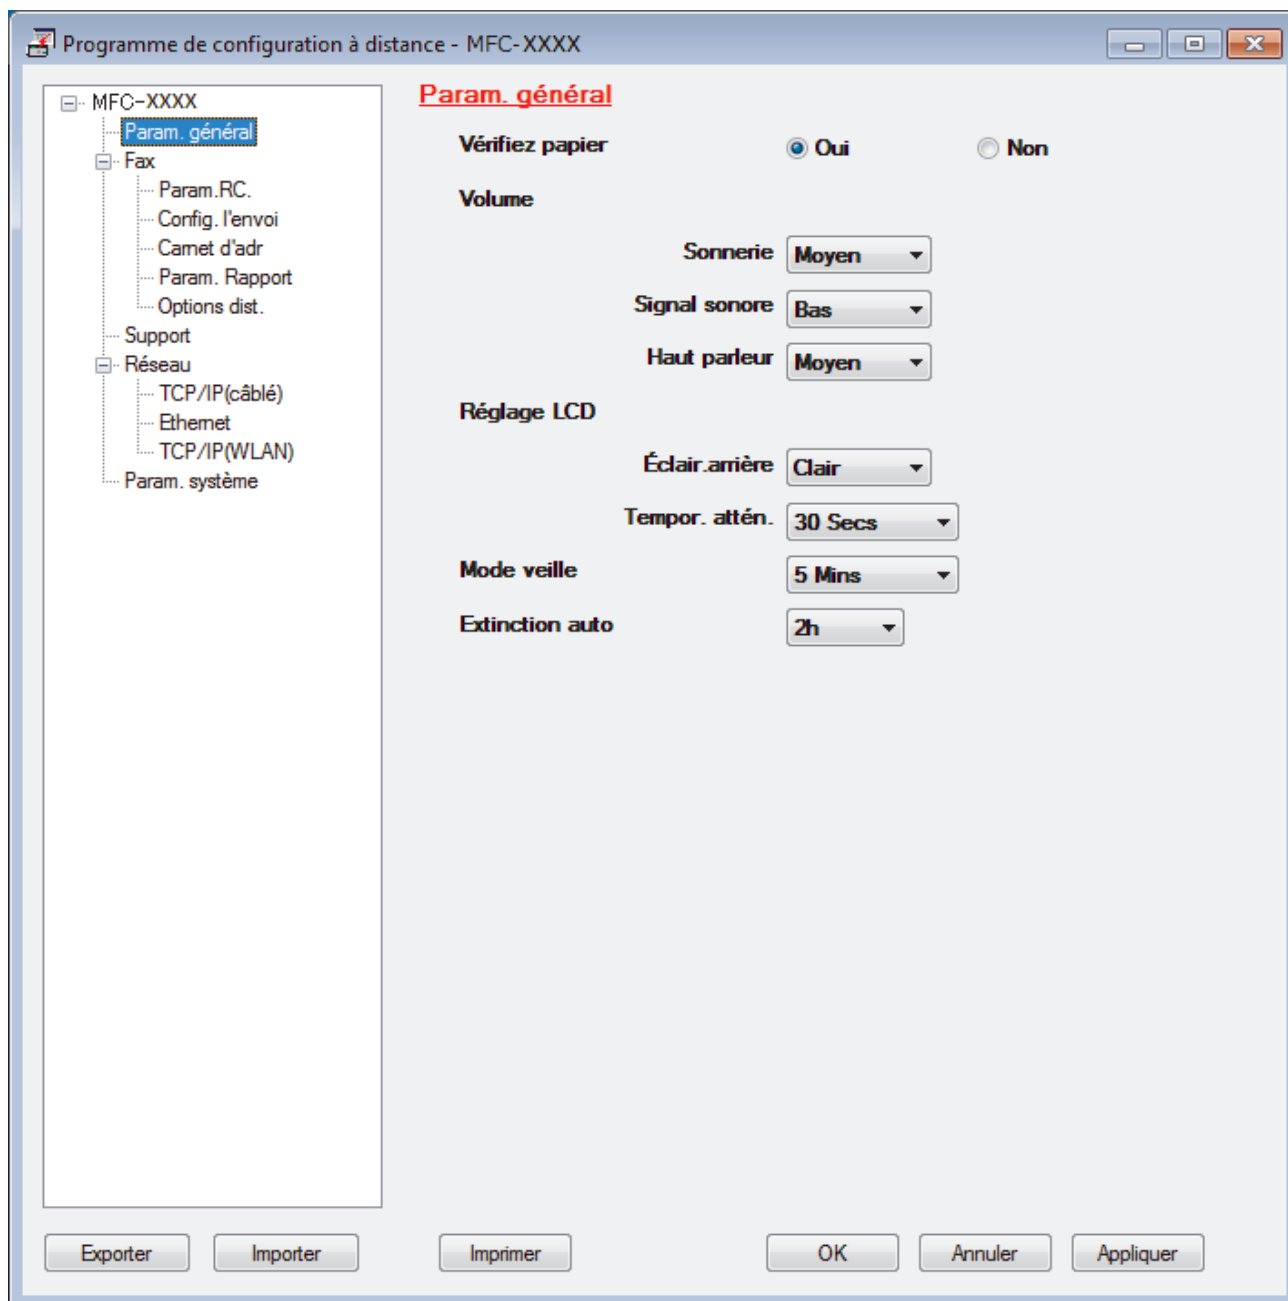 Programme de configuration à distance - MFC-XXXX
MFC-XXXX
Param. général
Fax
Param.RC.
Config. l'envoi
Carnet d'adr
Param. Rapport
Options dist.
Support
Réseau
TCP/IP(câblé)
Ethernet
TCP/IP(WLAN)
Param. système
Param. général
Vérifiez papier Oui Non
Volume
Sonnerie Moyen
Signal sonore Bas
Haut parleur Moyen
Réglage LCD
Éclair.arrière Clair
Tempor. attén. 30 Secs
Mode veille 5 Mins
Extinction auto 2h
Exporter Importer Imprimer OK Annuler Appliquer